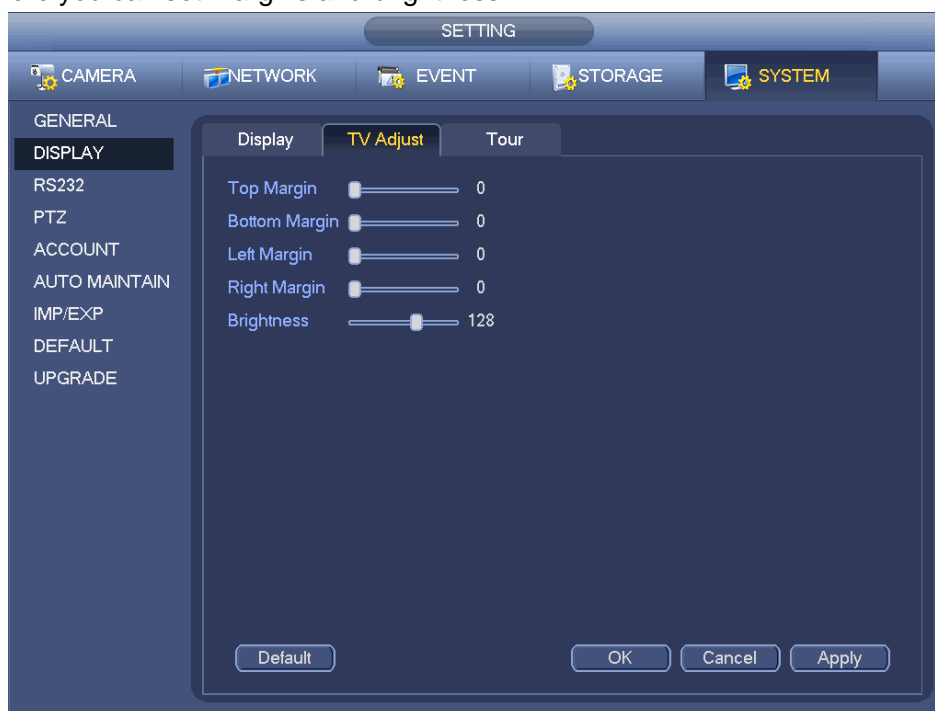 SETTING
CAMERA NETWORK EVENT STORAGE SYSTEM
GENERAL
DISPLAY
RS232
PTZ
ACCOUNT
AUTO MAINTAIN
IMP/EXP
DEFAULT
UPGRADE
Display TV Adjust Tour
Top Margin 0
Bottom Margin 0
Left Margin 0
Right Margin 0
Brightness 128
Default OK Cancel Apply